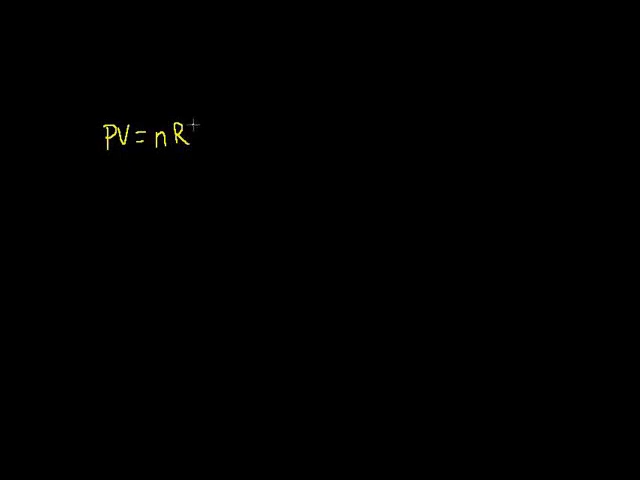 PV = nR